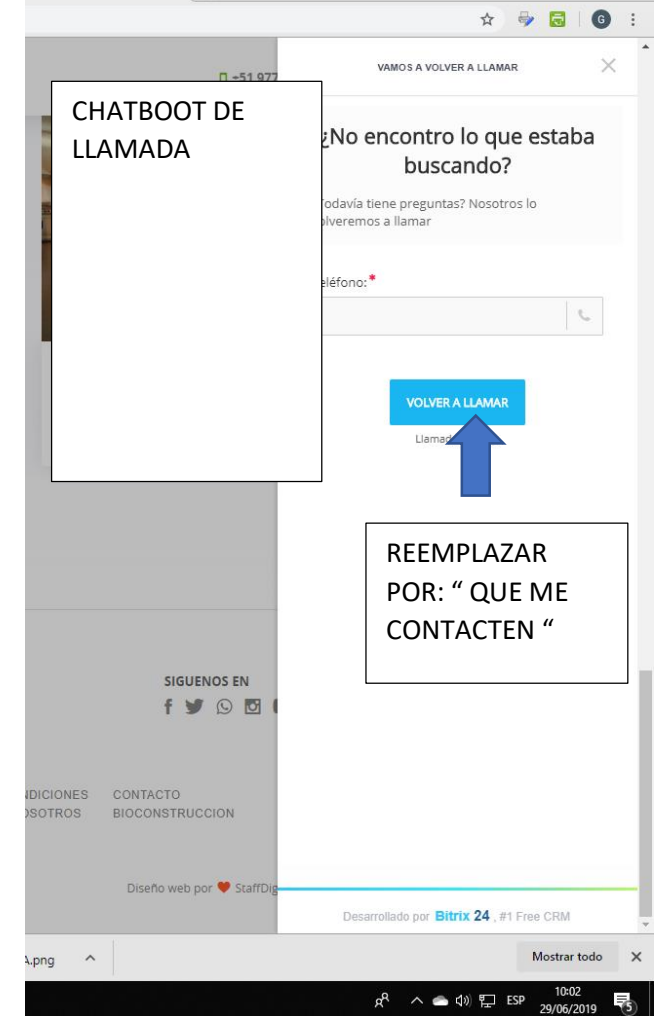 G
VAMOS A VOLVER A LLAMAR
+51 977
CHATBOOT DE
LLAMADA
¿No encontro lo que estaba
buscando?
odavía tiene preguntas? Nosotros lo
olveremos a llamar
eléfono:*
VOLVER A LLAMAR
Llamad
REEMPLAZAR
POR: “ QUE ME
CONTACTEN “
SIGUENOS EN
NDICIONES CONTACTO
OSOTROS BIOCONSTRUCCION
Diseño web por ❤ StaffDig
Desarrollado por Bitrix 24 , #1 Free CRM
A.png
Mostrar todo
ESP
10:02
29/06/2019
5